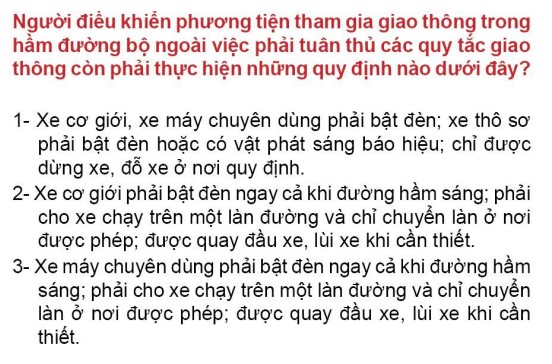 Người điều khiển phương tiện tham gia giao thông trong
hầm đường bộ ngoài việc phải tuân thủ các quy tắc giao
thông còn phải thực hiện những quy định nào dưới đây?
1- Xe cơ giới, xe máy chuyên dùng phải bật đèn; xe thô sơ
phải bật đèn hoặc có vật phát sáng báo hiệu; chỉ được
dừng xe, đỗ xe ở nơi quy định.
2- Xe cơ giới phải bật đèn ngay cả khi đường hầm sáng; phải
cho xe chạy trên một làn đường và chỉ chuyển làn ở nơi
được phép; được quay đầu xe, lùi xe khi cần thiết.
3- Xe máy chuyên dùng phải bật đèn ngay cả khi đường hầm
sáng; phải cho xe chạy trên một làn đường và chỉ chuyển
làn ở nơi được phép; được quay đầu xe, lùi xe khi cần
thiết.